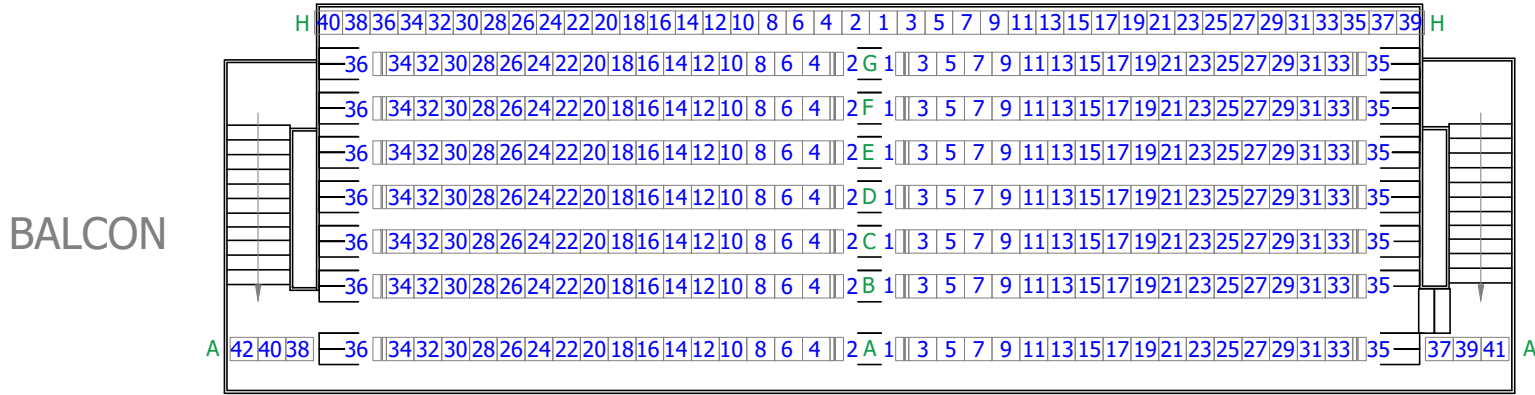 H 40 38 36 34 32 30 28 26 24 22 20 18 16 14 12 10 8 6 4 2 1 3 5 7 9 11 13 15 17 19 21 23 25 27 29 31 33 35 37 39 H
36 34 32 30 28 26 24 22 20 18 16 14 12 10 8 6 4 2 G 1 3 5 7 9 11 13 15 17 19 21 23 25 27 29 31 33 35
36 34 32 30 28 26 24 22 20 18 16 14 12 10 8 6 4 2 F 1 3 5 7 9 11 13 15 17 19 21 23 25 27 29 31 33 35
36 34 32 30 28 26 24 22 20 18 16 14 12 10 8 6 4 2 E 1 3 5 7 9 11 13 15 17 19 21 23 25 27 29 31 33 35
36 34 32 30 28 26 24 22 20 18 16 14 12 10 8 6 4 2 D 1 3 5 7 9 11 13 15 17 19 21 23 25 27 29 31 33 35
BALCON
36 34 32 30 28 26 24 22 20 18 16 14 12 10 8 6 4 2 C 1 3 5 7 9 11 13 15 17 19 21 23 25 27 29 31 33 35
36 34 32 30 28 26 24 22 20 18 16 14 12 10 8 6 4 2 B 1 3 5 7 9 11 13 15 17 19 21 23 25 27 29 31 33 35
A 42 40 38 36 34 32 30 28 26 24 22 20 18 16 14 12 10 8 6 4 2 A 1 3 5 7 9 11 13 15 17 19 21 23 25 27 29 31 33 35 37 39 41 A